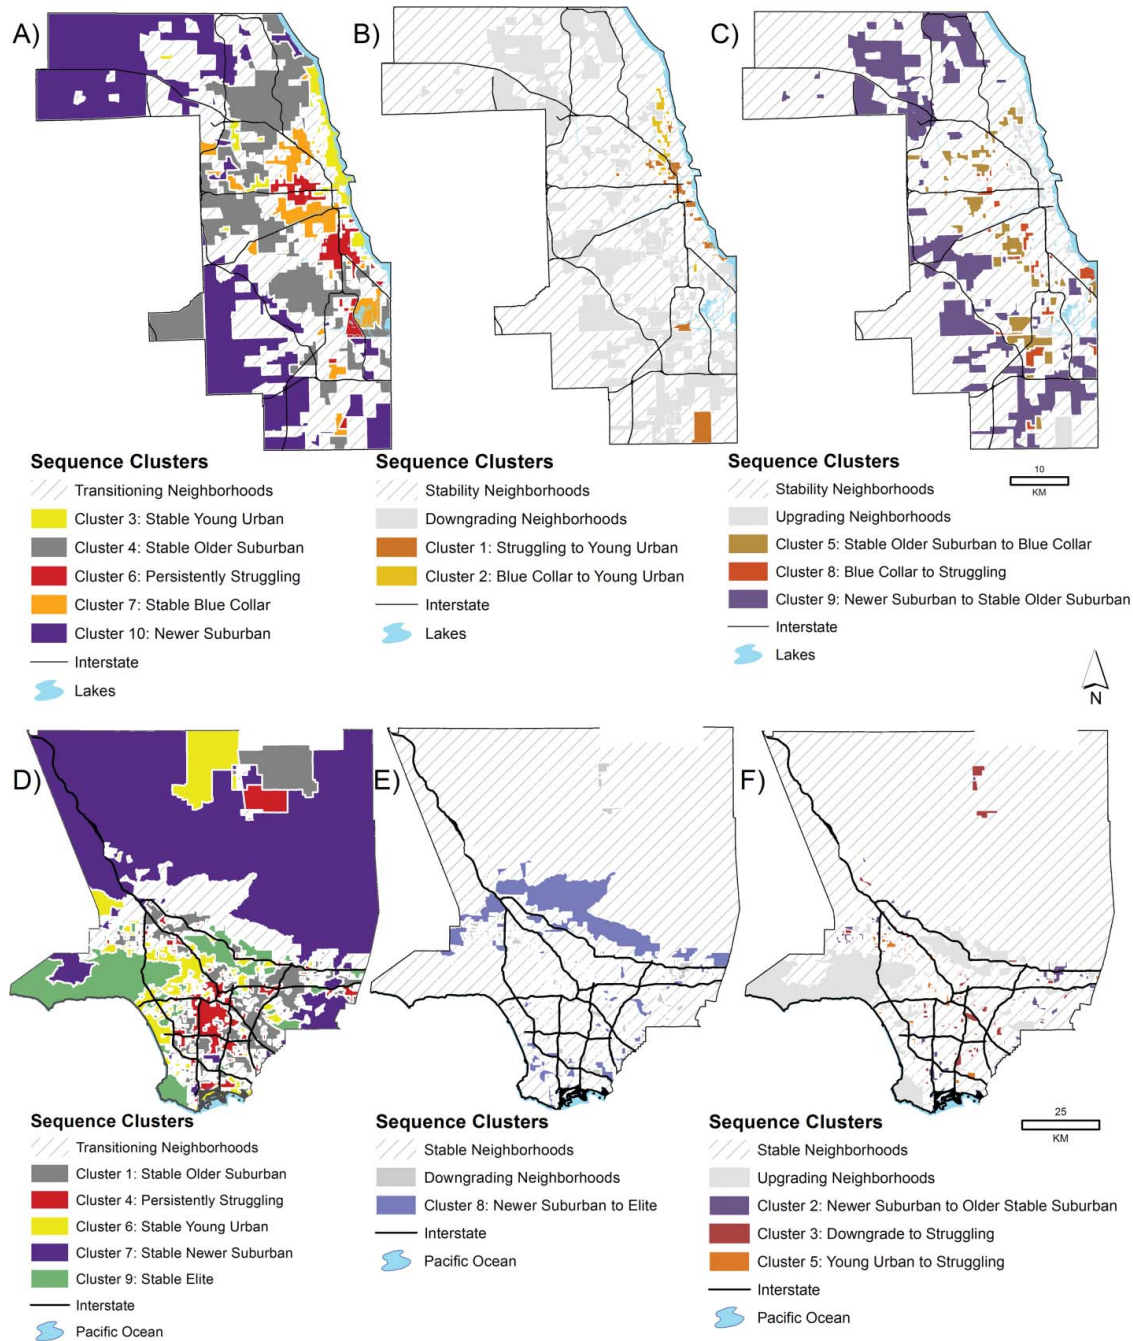 A)
B)
C)
Sequence Clusters
Transitioning Neighborhoods
Cluster 3: Stable Young Urban
Cluster 4: Stable Older Suburban
Cluster 6: Persistently Struggling
Cluster 7: Stable Blue Collar
Cluster 10: Newer Suburban
Interstate
Lakes
Sequence Clusters
Stability Neighborhoods
Downgrading Neighborhoods
Cluster 1: Struggling to Young Urban
Cluster 2: Blue Collar to Young Urban
Interstate
Lakes
Sequence Clusters
Stability Neighborhoods
Upgrading Neighborhoods
Cluster 5: Stable Older Suburban to Blue Collar
Cluster 8: Blue Collar to Struggling
Cluster 9: Newer Suburban to Stable Older Suburban
Interstate
Lakes
10
KM
N
D)
E)
F)
Sequence Clusters
Transitioning Neighborhoods
Cluster 1: Stable Older Suburban
Cluster 4: Persistently Struggling
Cluster 6: Stable Young Urban
Cluster 7: Stable Newer Suburban
Cluster 9: Stable Elite
Interstate
Pacific Ocean
Sequence Clusters
Stable Neighborhoods
Downgrading Neighborhoods
Cluster 8: Newer Suburban to Elite
Interstate
Pacific Ocean
Sequence Clusters
Stable Neighborhoods
Upgrading Neighborhoods
Cluster 2: Newer Suburban to Older Stable Suburban
Cluster 3: Downgrade to Struggling
Cluster 5: Young Urban to Struggling
Interstate
Pacific Ocean
25
KM